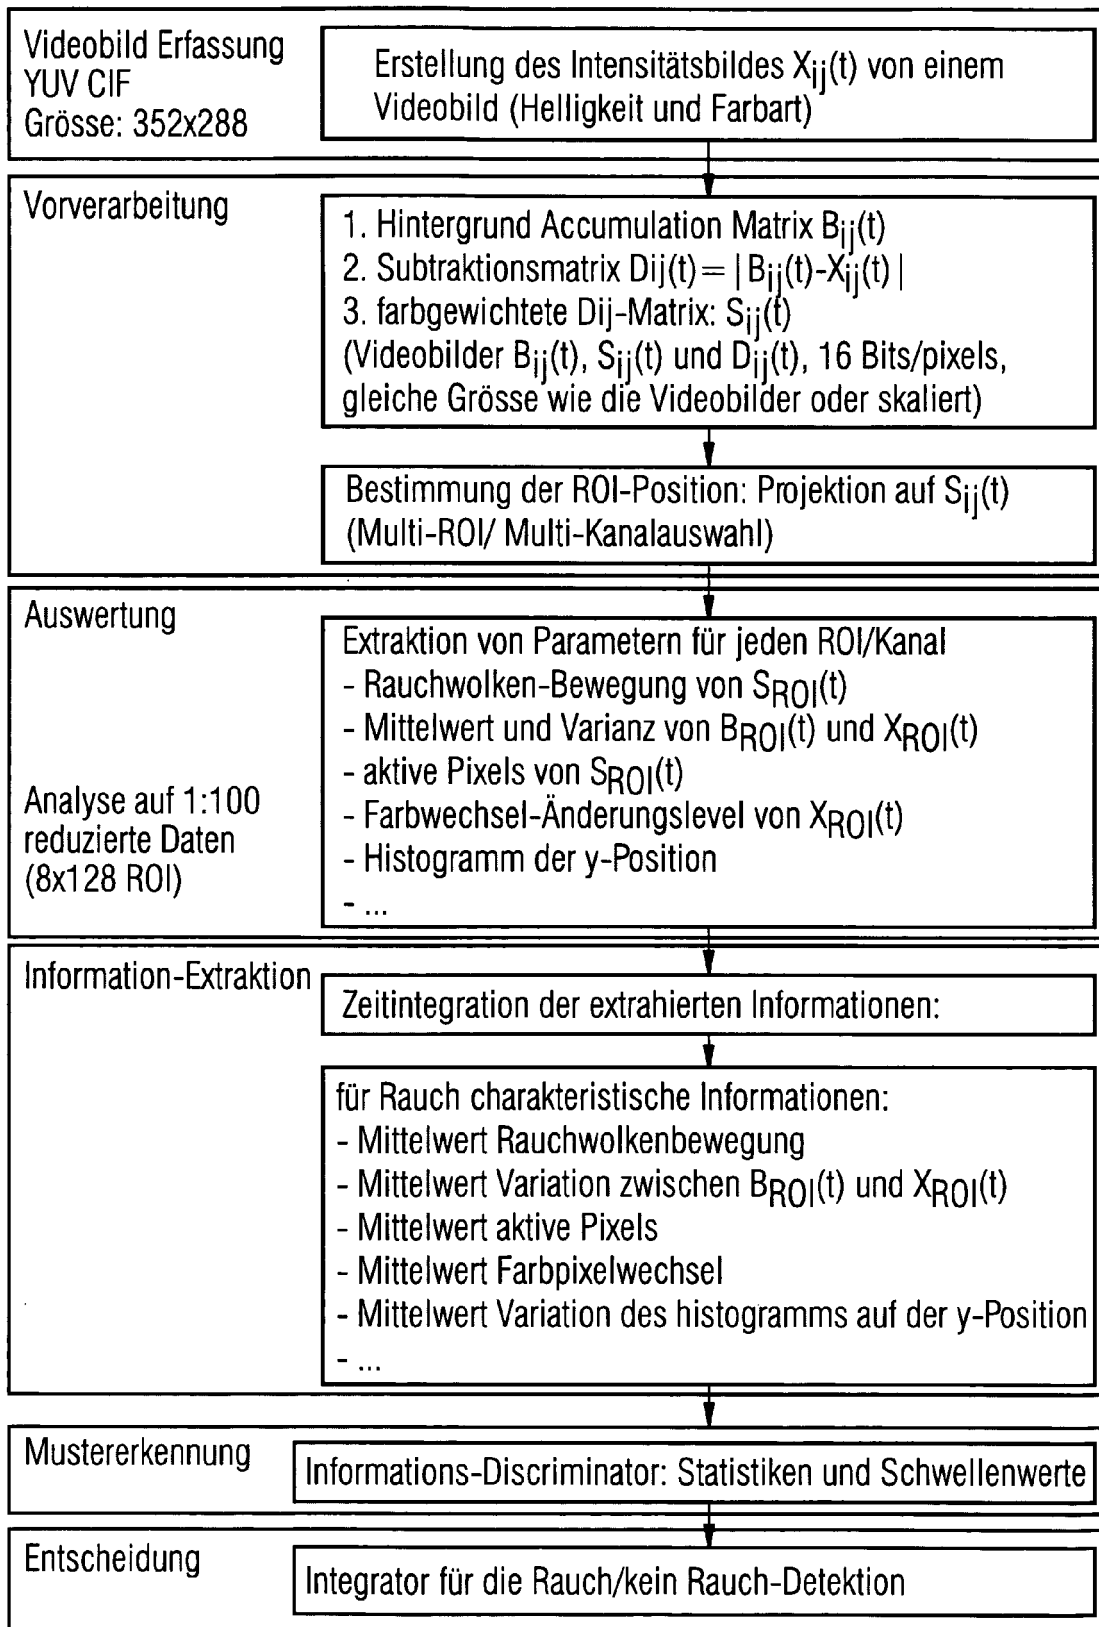 Videobild Erfassung
YUV CIF
Grösse: 352x288
Erstellung des Intensitätsbildes Xij(t) von einem
Videobild (Helligkeit und Farbart)
Vorverarbeitung
1. Hintergrund Accumulation Matrix Bij(t)
2. Subtraktionsmatrix Dij(t)=|Bij(t)-Xij(t)|
3. farbgewichtete Dij-Matrix: Sij(t)
(Videobilder Bij(t), Sij(t) und Dij(t), 16 Bits/pixels,
gleiche Grösse wie die Videobilder oder skaliert)
Bestimmung der ROI-Position: Projektion auf Sij(t)
(Multi-ROI/ Multi-Kanalauswahl)
Auswertung
Analyse auf 1:100
reduzierte Daten
(8x128 ROI)
Extraktion von Parametern für jeden ROI/Kanal
- Rauchwolken-Bewegung von SROI(t)
- Mittelwert und Varianz von BROI(t) und XROI(t)
- aktive Pixels von SROI(t)
- Farbwechsel-Änderungslevel von XROI(t)
- Histogramm der y-Position
- ...
Information-Extraktion
Zeitintegration der extrahierten Informationen:
für Rauch charakteristische Informationen:
- Mittelwert Rauchwolkenbewegung
- Mittelwert Variation zwischen BROI(t) und XROI(t)
- Mittelwert aktive Pixels
- Mittelwert Farbpixelwechsel
- Mittelwert Variation des histogramms auf der y-Position
- ...
Mustererkennung
Informations-Discriminator: Statistiken und Schwellenwerte
Entscheidung
Integrator für die Rauch/kein Rauch-Detektion